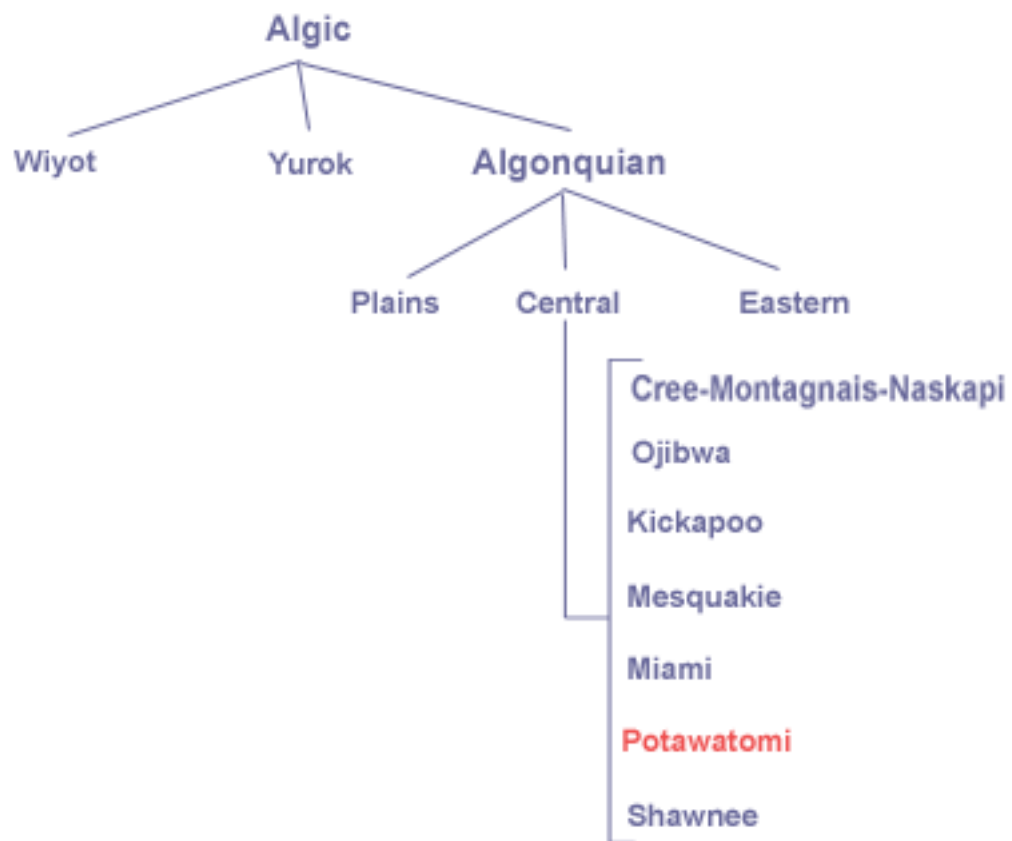 Algic
Wiyot
Yurok
Algonquian
Plains
Central
Eastern
Cree-Montagnais-Naskapi
Ojibwa
Kickapoo
Mesquakie
Miami
Potawatomi
Shawnee